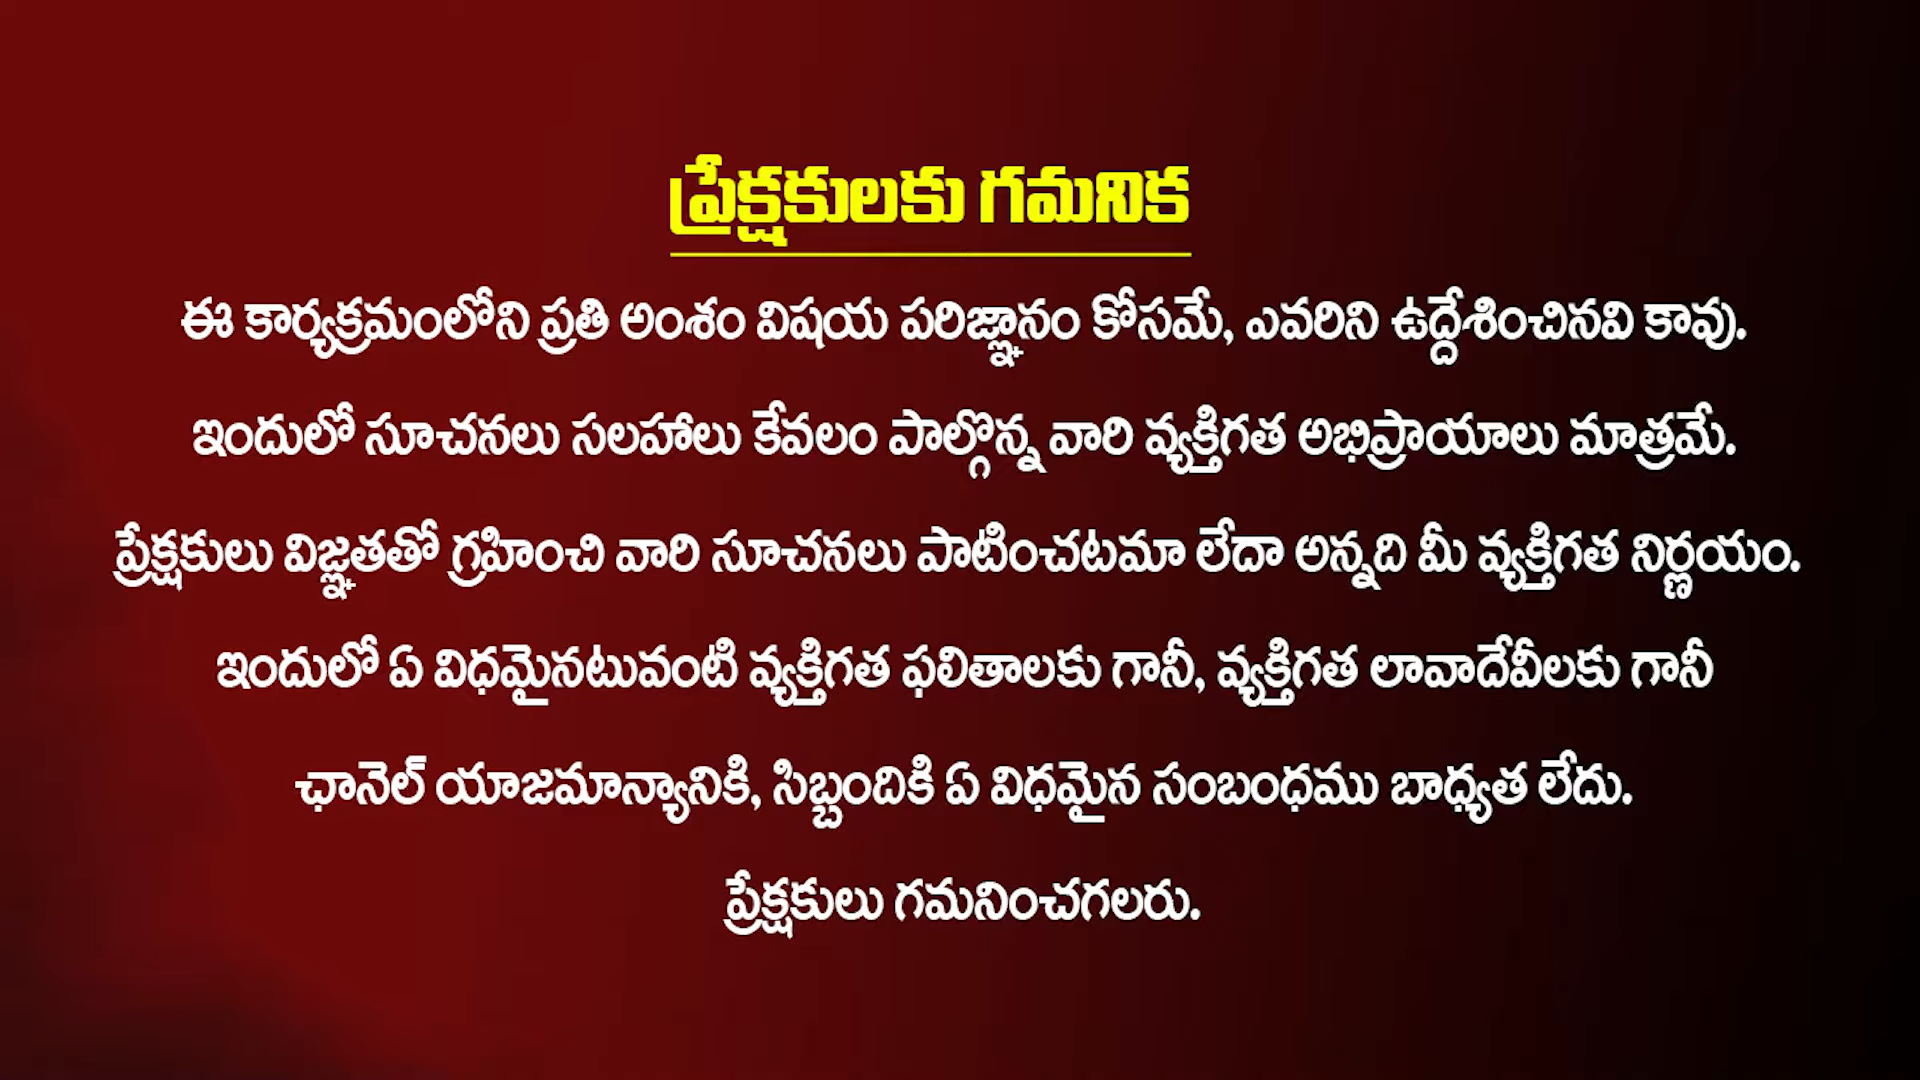 ప్రేక్షకులకు గమనిక
ఈ కార్యక్రమంలోని ప్రతి అంశం విషయ పరిజ్ఞానం కోసమే, ఎవరిని ఉద్దేశించినవి కావు.
ఇందులో సూచనలు సలహాలు కేవలం పాల్గొన్న వారి వ్యక్తిగత అభిప్రాయాలు మాత్రమే.
ప్రేక్షకులు విజ్ఞతతో గ్రహించి వారి సూచనలు పాటించటమా లేదా అన్నది మీ వ్యక్తిగత నిర్ణయం.
ఇందులో ఏ విధమైనటువంటి వ్యక్తిగత ఫలితాలకు గానీ, వ్యక్తిగత లావాదేవీలకు గానీ
ఛానెల్ యాజమాన్యానికి, సిబ్బందికి ఏ విధమైన సంబంధము బాధ్యత లేదు.
ప్రేక్షకులు గమనించగలరు.